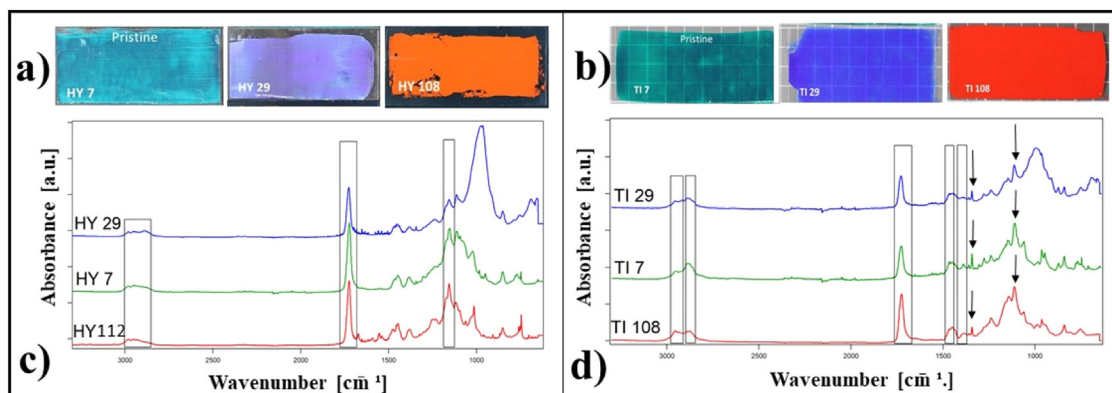 a)
Pristine
HY 7
HY 29
HY 108
b)
Pristine
TI 7
TI 29
TI 108
Absorbance [a.u.]
HY 29
HY 7
HY112
3000
2500
2000
1500
1000
c)
Wavenumber [cm̄ ¹]
Absorbance [a.u.]
TI 29
TI 7
TI 108
3000
2500
2000
1500
1000
d)
Wavenumber [cm̄ ¹.]